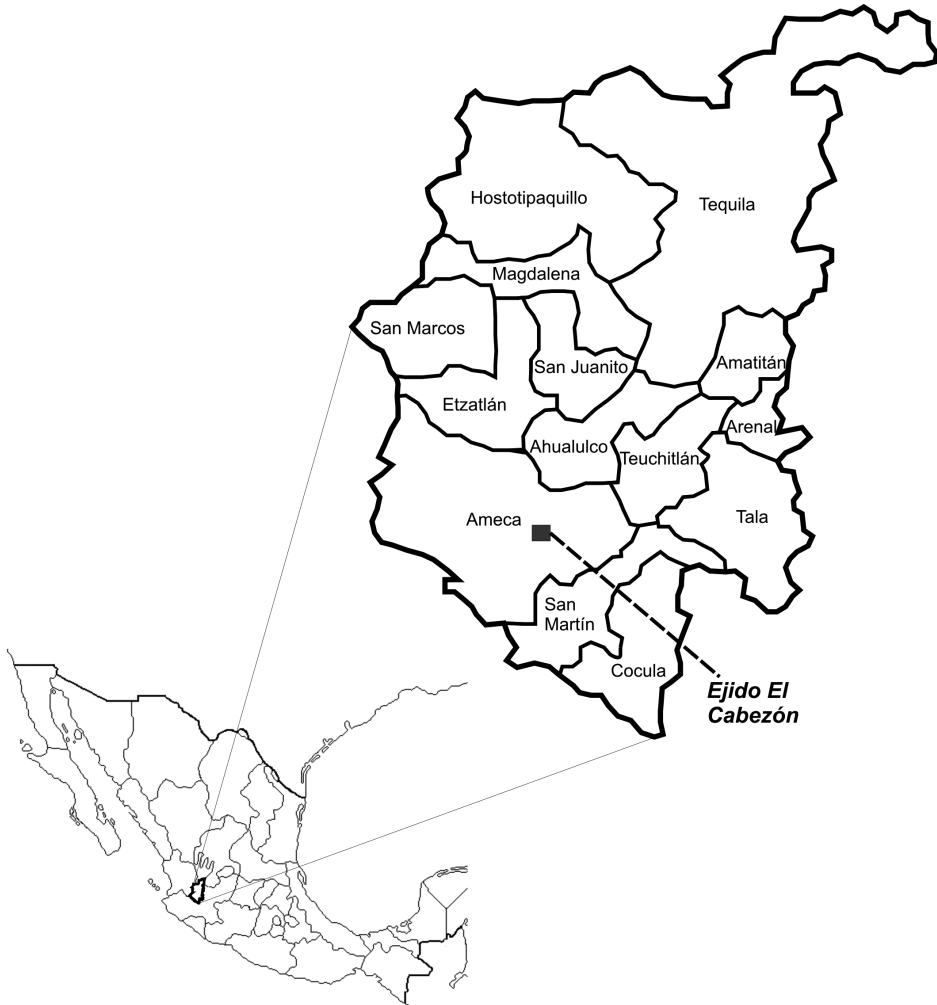 Hostotipaquillo
Tequila
Magdalena
San Marcos
San Juanito
Amatitán
Etzatlán
Arenal
Ahualulco
Teuchitlán
Ameca
Tala
San
Martín
Cocula
Ejido El
Cabezón